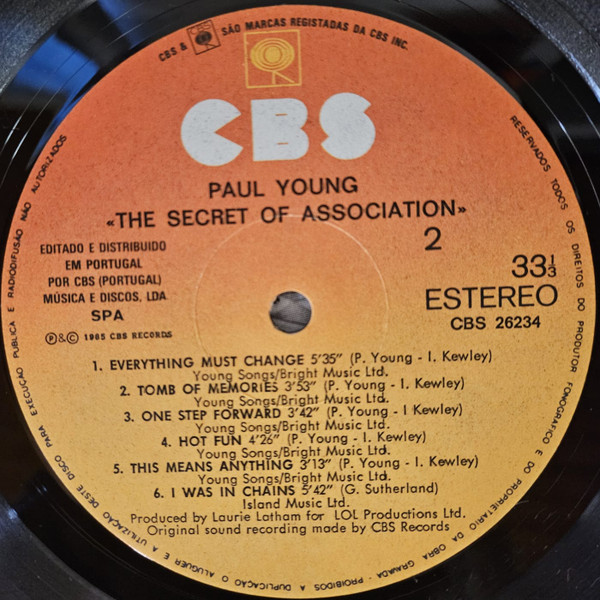 CBS & SÃO MARCAS REGISTADAS DA CBS INC.
CBS
PAUL YOUNG
«THE SECRET OF ASSOCIATION»
2
EDITADO E DISTRIBUIDO
EM PORTUGAL
POR CBS (PORTUGAL)
MÚSICA E DISCOS, LDA
SPA
33⅓
ESTEREO
CBS 26234
Ⓟ&© 1985 CBS RECORDS
1. EVERYTHING MUST CHANGE 5'35" (P. Young - I. Kewley)
Young Songs/Bright Music Ltd.
2. TOMB OF MEMORIES 3'53" (P. Young - I. Kewley)
Young Songs/Bright Music Ltd.
3. ONE STEP FORWARD 3'42" (P. Young - I Kewley)
Young Songs/Bright Music Ltd.
4. HOT FUN 4'26" (P. Young - I. Kewley)
Young Songs/Bright Music Ltd.
5. THIS MEANS ANYTHING 3'13" (P. Young - I. Kewley)
Young Songs/Bright Music Ltd.
6. I WAS IN CHAINS 5'42" (G. Sutherland)
Island Music Ltd.
Produced by Laurie Latham for LOL Productions Ltd.
Original sound recording made by CBS Records
RESERVADOS TODOS OS DIREITOS DO PRODUTOR FONOGRÁFICO E DO PROPRIETARIO DA OBRA GRAVADA - PROIBIDOS A DUPLICAÇÃO O ALUGUER E A UTILIZAÇÃO DESTE DISCO PARA EXECUÇÃO PUBLICA E RADIODIFUSÃO NÃO AUTORIZADOS